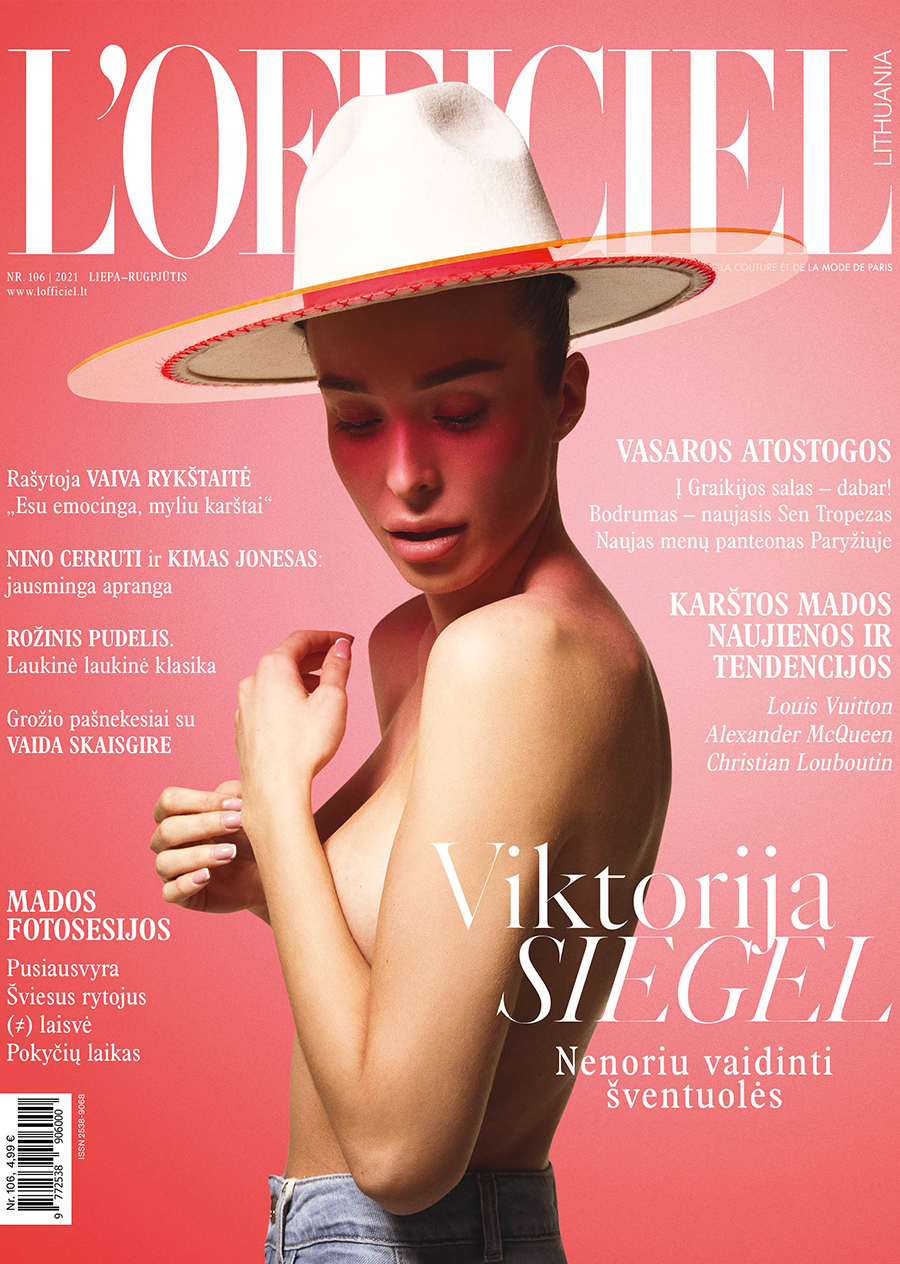 L'OFFICIEL
LITHUANIA
NR. 106 | 2021 LIEPA–RUGPJŪTIS
www.lofficiel.lt
LA COUTURE ET DE LA MODE DE PARIS
Rašytoja VAIVA RYKŠTAITĖ
„Esu emocinga, myliu karštai“
NINO CERRUTI ir KIMAS JONESAS:
jausminga apranga
ROŽINIS PUDELIS.
Laukinė laukinė klasika
Grožio pašnekesiai su
VAIDA SKAISGIRE
MADOS
FOTOSESIJOS
Pusiausvyra
Šviesus rytojus
(≠) laisvė
Pokyčių laikas
VASAROS ATOSTOGOS
Į Graikijos salas – dabar!
Bodrumas – naujasis Sen Tropezas
Naujas menų panteonas Paryžiuje
KARŠTOS MADOS
NAUJIENOS IR
TENDENCIJOS
Louis Vuitton
Alexander McQueen
Christian Louboutin
Viktorija
SIEGEL
Nenoriu vaidinti
šventuolės
Nr. 106, 4,99 €
9 772538 906000
ISSN 2538-9068